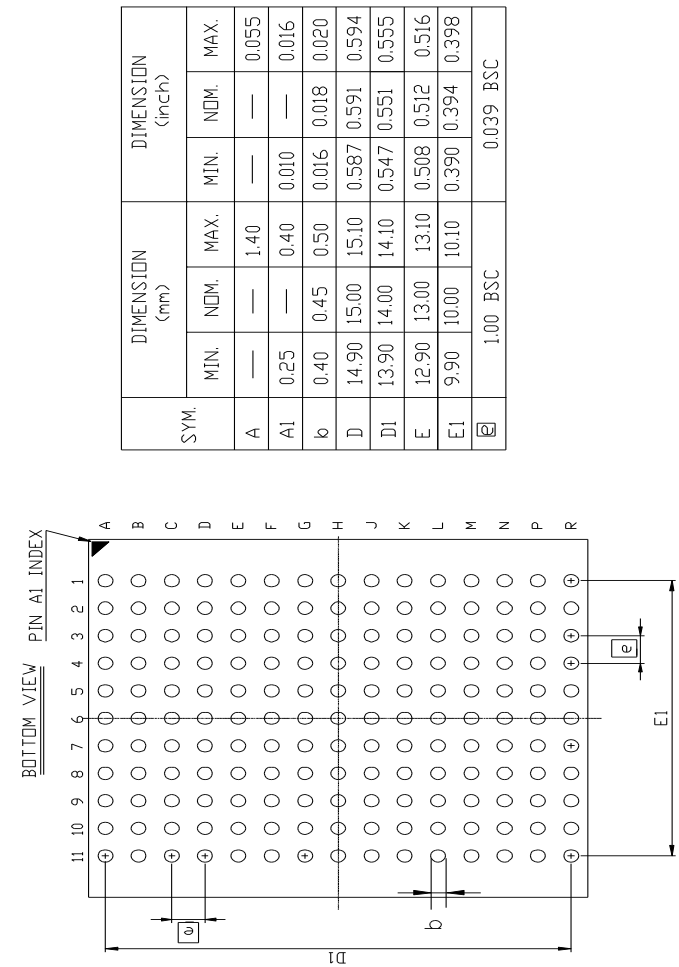 SYM. DIMENSION (mm) DIMENSION (inch)
MIN. NOM. MAX. MIN. NOM. MAX.
A — — 1.40 — — 0.055
A1 0.25 — 0.40 0.010 — 0.016
b 0.40 0.45 0.50 0.016 0.018 0.020
D 14.90 15.00 15.10 0.587 0.591 0.594
D1 13.90 14.00 14.10 0.547 0.551 0.555
E 12.90 13.00 13.10 0.508 0.512 0.516
E1 9.90 10.00 10.10 0.390 0.394 0.398
e 1.00 BSC 0.039 BSC
BOTTOM VIEW PIN A1 INDEX
11 10 9 8 7 6 5 4 3 2 1
A
B
C
D
E
F
G
H
J
K
L
M
N
P
R
e
D1
b
e
E1